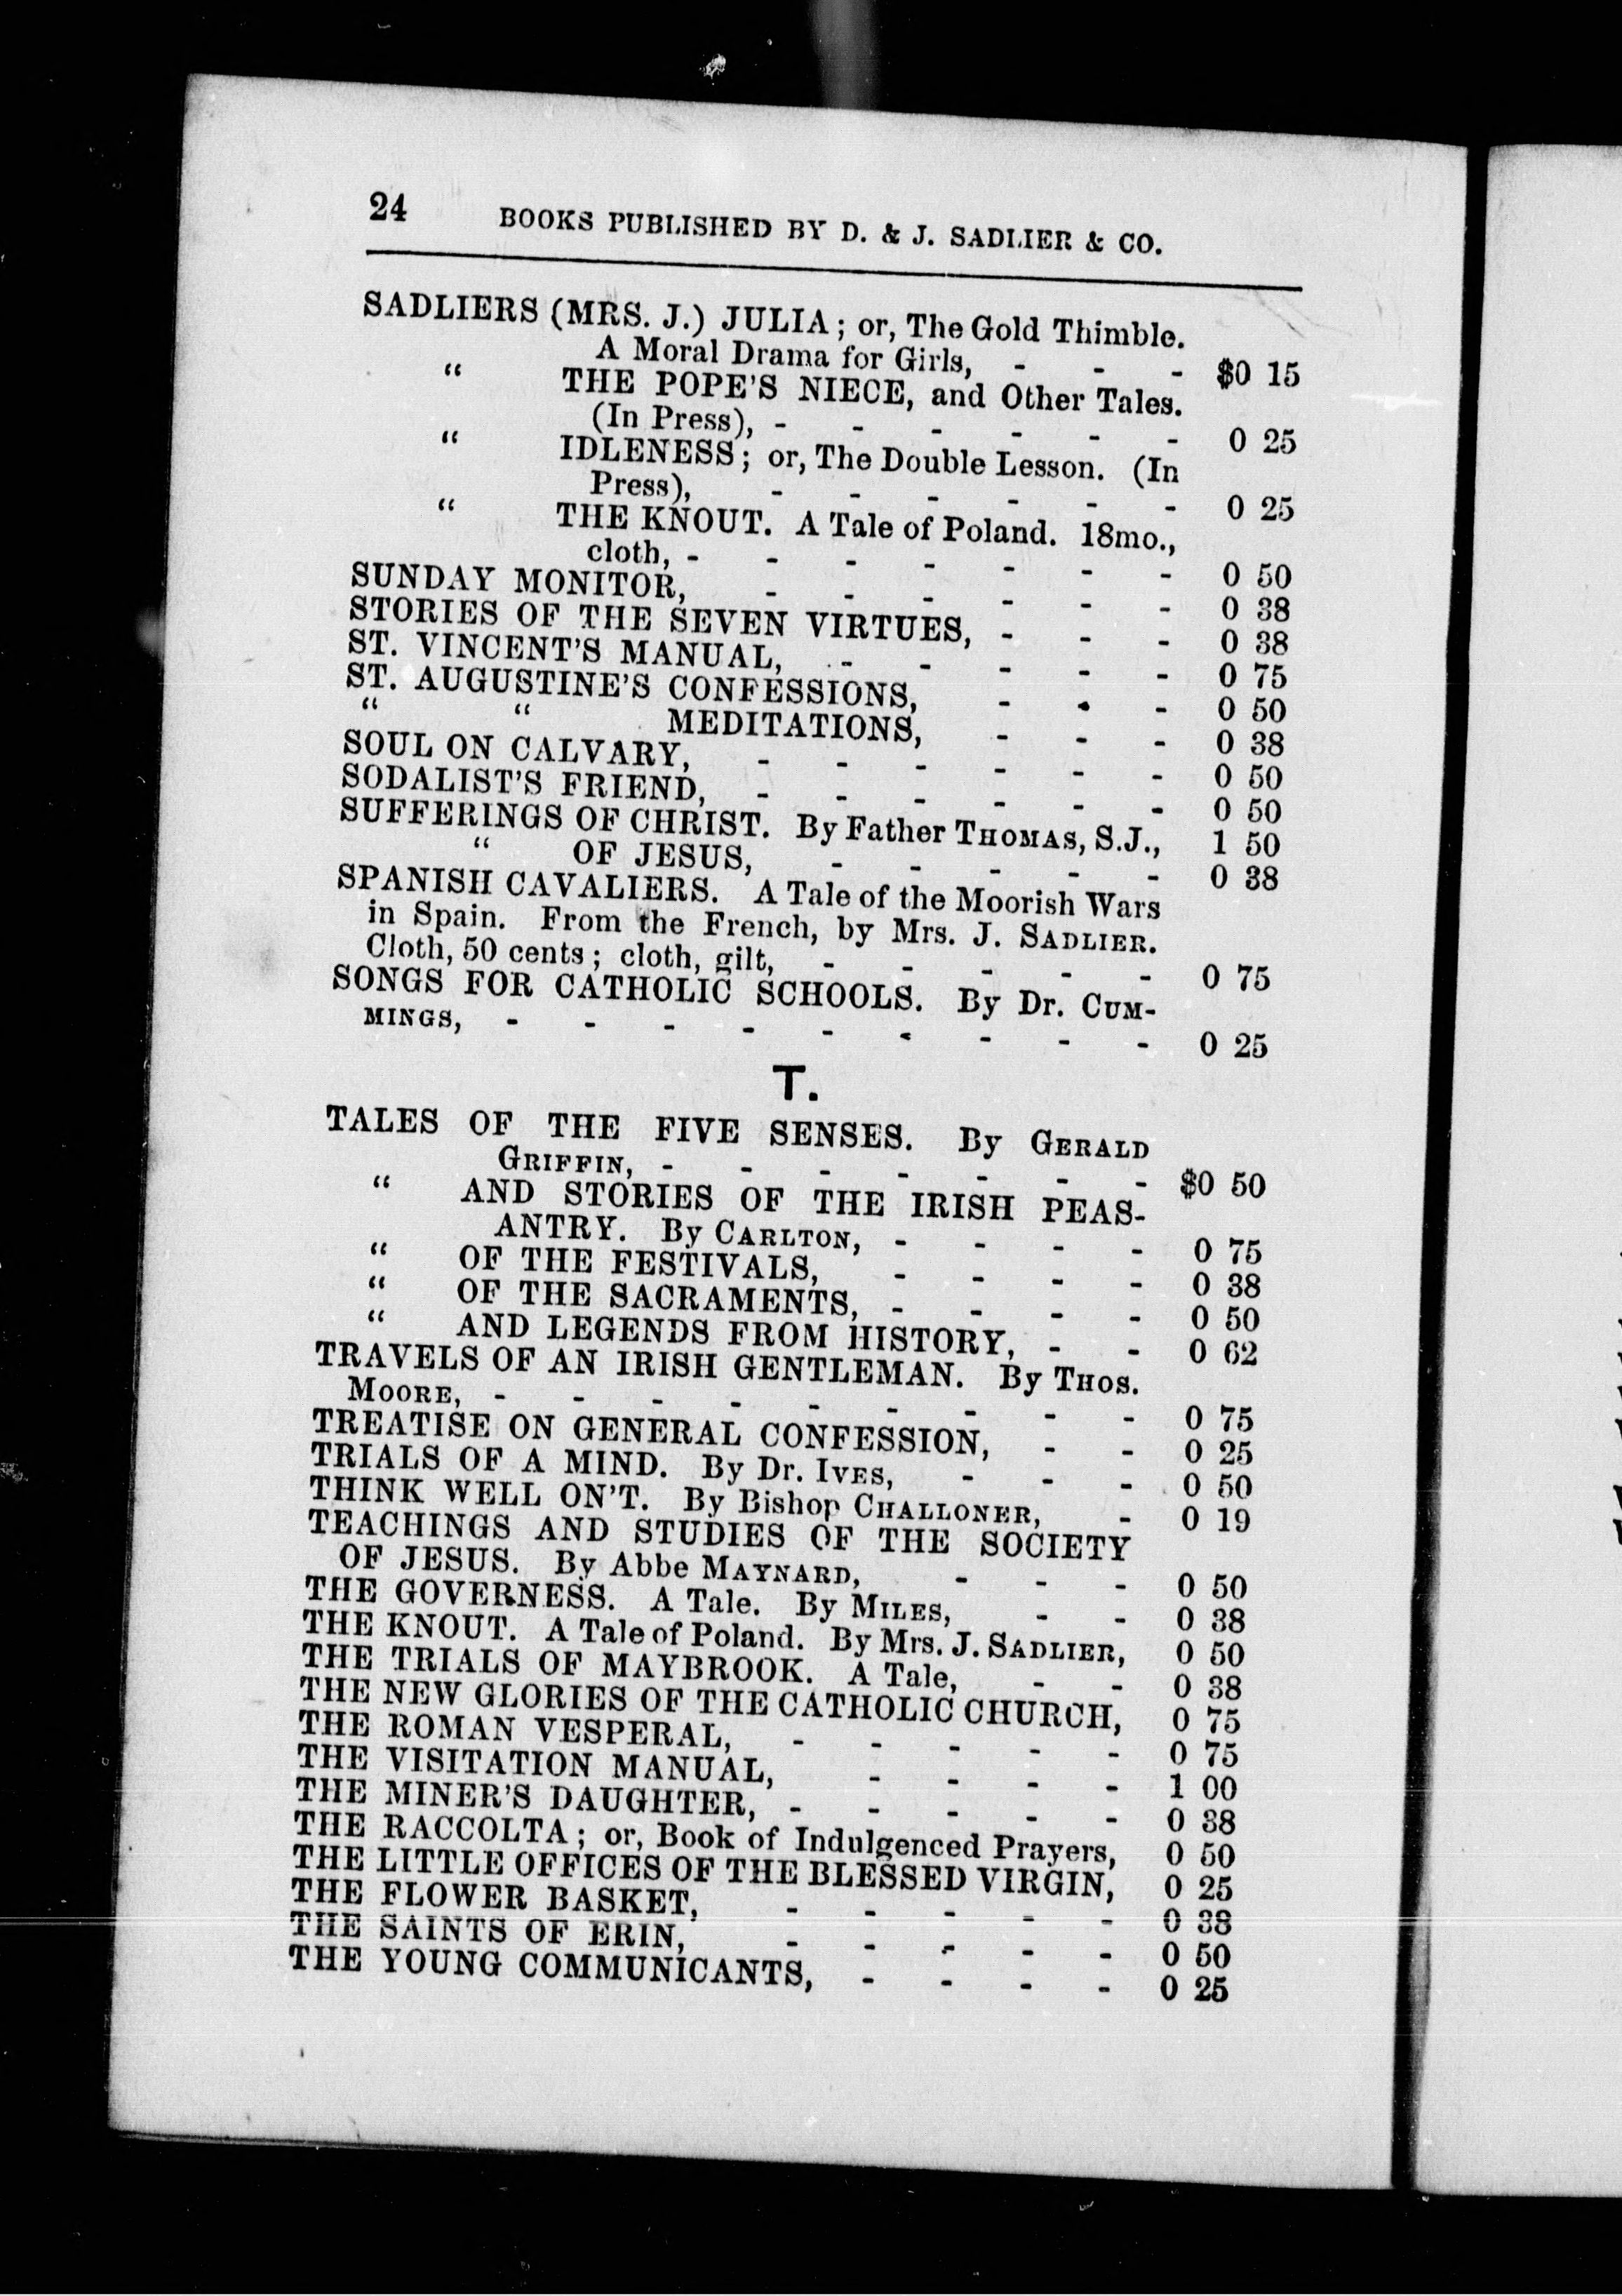 24 BOOKS PUBLISHED BY D. & J. SADLIER & CO.
SADLIERS (MRS. J.) JULIA; or, The Gold Thimble.
A Moral Drama for Girls, - - - $0 15
“ THE POPE'S NIECE, and Other Tales.
(In Press), - - - - - - 0 25
“ IDLENESS; or, The Double Lesson. (In
Press), - - - - - - 0 25
“ THE KNOUT. A Tale of Poland. 18mo.,
cloth, - - - - - - - 0 50
SUNDAY MONITOR, - - - - - - 0 38
STORIES OF THE SEVEN VIRTUES, - - - 0 38
ST. VINCENT'S MANUAL, - - - - - 0 75
ST. AUGUSTINE'S CONFESSIONS, - - - 0 50
“ “ MEDITATIONS, - - - 0 38
SOUL ON CALVARY, - - - - - - 0 50
SODALIST'S FRIEND, - - - - - - 0 50
SUFFERINGS OF CHRIST. By Father THOMAS, S.J., 1 50
“ OF JESUS, - - - - - 0 38
SPANISH CAVALIERS. A Tale of the Moorish Wars
in Spain. From the French, by Mrs. J. SADLIER.
Cloth, 50 cents; cloth, gilt, - - - - - 0 75
SONGS FOR CATHOLIC SCHOOLS. By Dr. CUM-
MINGS, - - - - - - - - - 0 25
T.
TALES OF THE FIVE SENSES. By GERALD
GRIFFIN, - - - - - - - $0 50
“ AND STORIES OF THE IRISH PEAS-
ANTRY. By CARLTON, - - - - 0 75
“ OF THE FESTIVALS, - - - - 0 38
“ OF THE SACRAMENTS, - - - - 0 50
“ AND LEGENDS FROM HISTORY, - - 0 62
TRAVELS OF AN IRISH GENTLEMAN. By THOS.
MOORE, - - - - - - - - - 0 75
TREATISE ON GENERAL CONFESSION, - - 0 25
TRIALS OF A MIND. By Dr. IVES, - - - 0 50
THINK WELL ON'T. By Bishop CHALLONER, - 0 19
TEACHINGS AND STUDIES OF THE SOCIETY
OF JESUS. By Abbe MAYNARD, - - - 0 50
THE GOVERNESS. A Tale. By MILES, - - 0 38
THE KNOUT. A Tale of Poland. By Mrs. J. SADLIER, 0 50
THE TRIALS OF MAYBROOK. A Tale, - - 0 38
THE NEW GLORIES OF THE CATHOLIC CHURCH, 0 75
THE ROMAN VESPERAL, - - - - - 0 75
THE VISITATION MANUAL, - - - - 1 00
THE MINER'S DAUGHTER, - - - - - 0 38
THE RACCOLTA; or, Book of Indulgenced Prayers, 0 50
THE LITTLE OFFICES OF THE BLESSED VIRGIN, 0 25
THE FLOWER BASKET, - - - - - 0 38
THE SAINTS OF ERIN, - - - - - 0 50
THE YOUNG COMMUNICANTS, - - - - 0 25